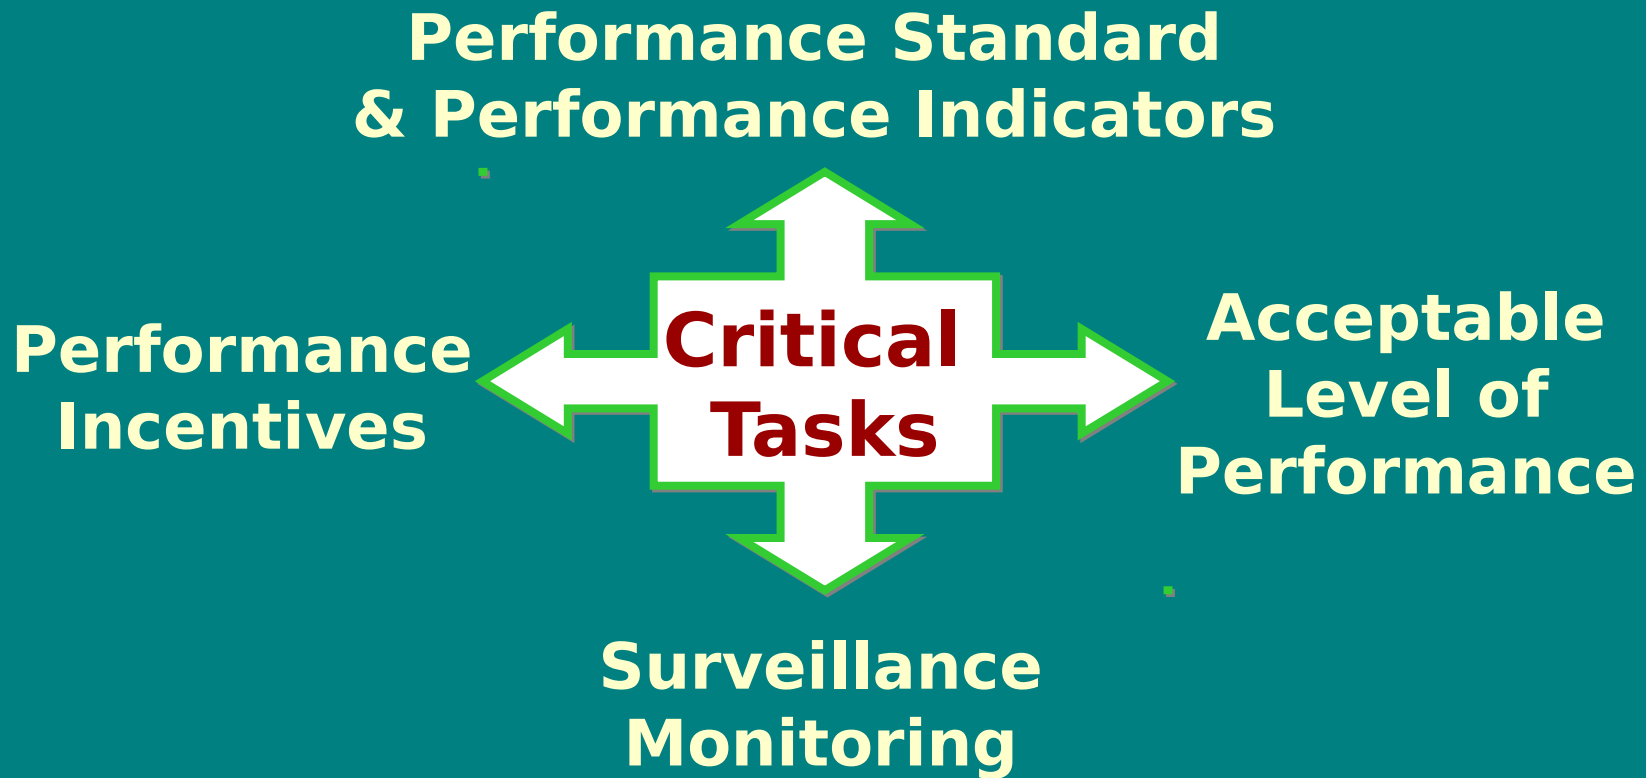 Performance Standard
& Performance Indicators
Performance
Incentives
Critical
Tasks
Acceptable
Level of
Performance
Surveillance
Monitoring